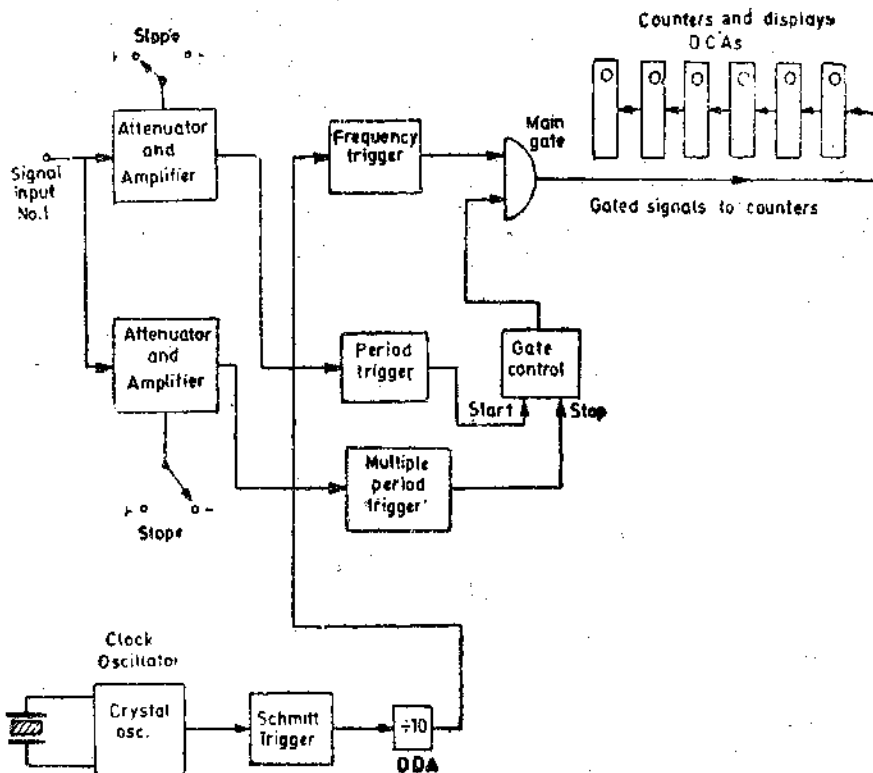 Counters and displays
DCAs
Slope
+ -
Attenuator
and
Amplifier
Signal
input
No.1
Frequency
trigger
Main
gate
Gated signals to counters
Attenuator
and
Amplifier
Period
trigger
Gate
control
Start
Stop
Multiple
period
'trigger'
+ -
Slope
Clock
Oscillator
Crystal
osc.
Schmitt
Trigger
÷10
DDA